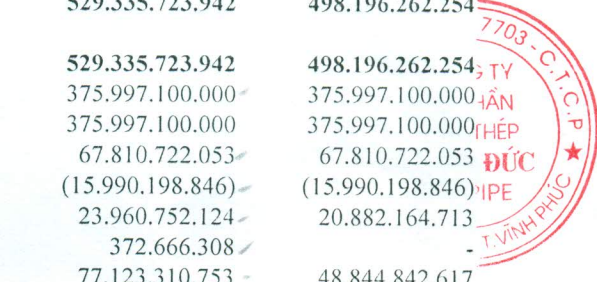 529.335.723.942 498.196.262.254
529.335.723.942 498.196.262.254
375.997.100.000 375.997.100.000
375.997.100.000 375.997.100.000
67.810.722.053 67.810.722.053
(15.990.198.846) (15.990.198.846)
23.960.752.124 20.882.164.713
372.666.308 -
77.123.310.753 48.844.842.617
7703 - C.T.C.P ★
TY
THÉP
ĐỨC
PIPE
T.VĨNH PHÚC